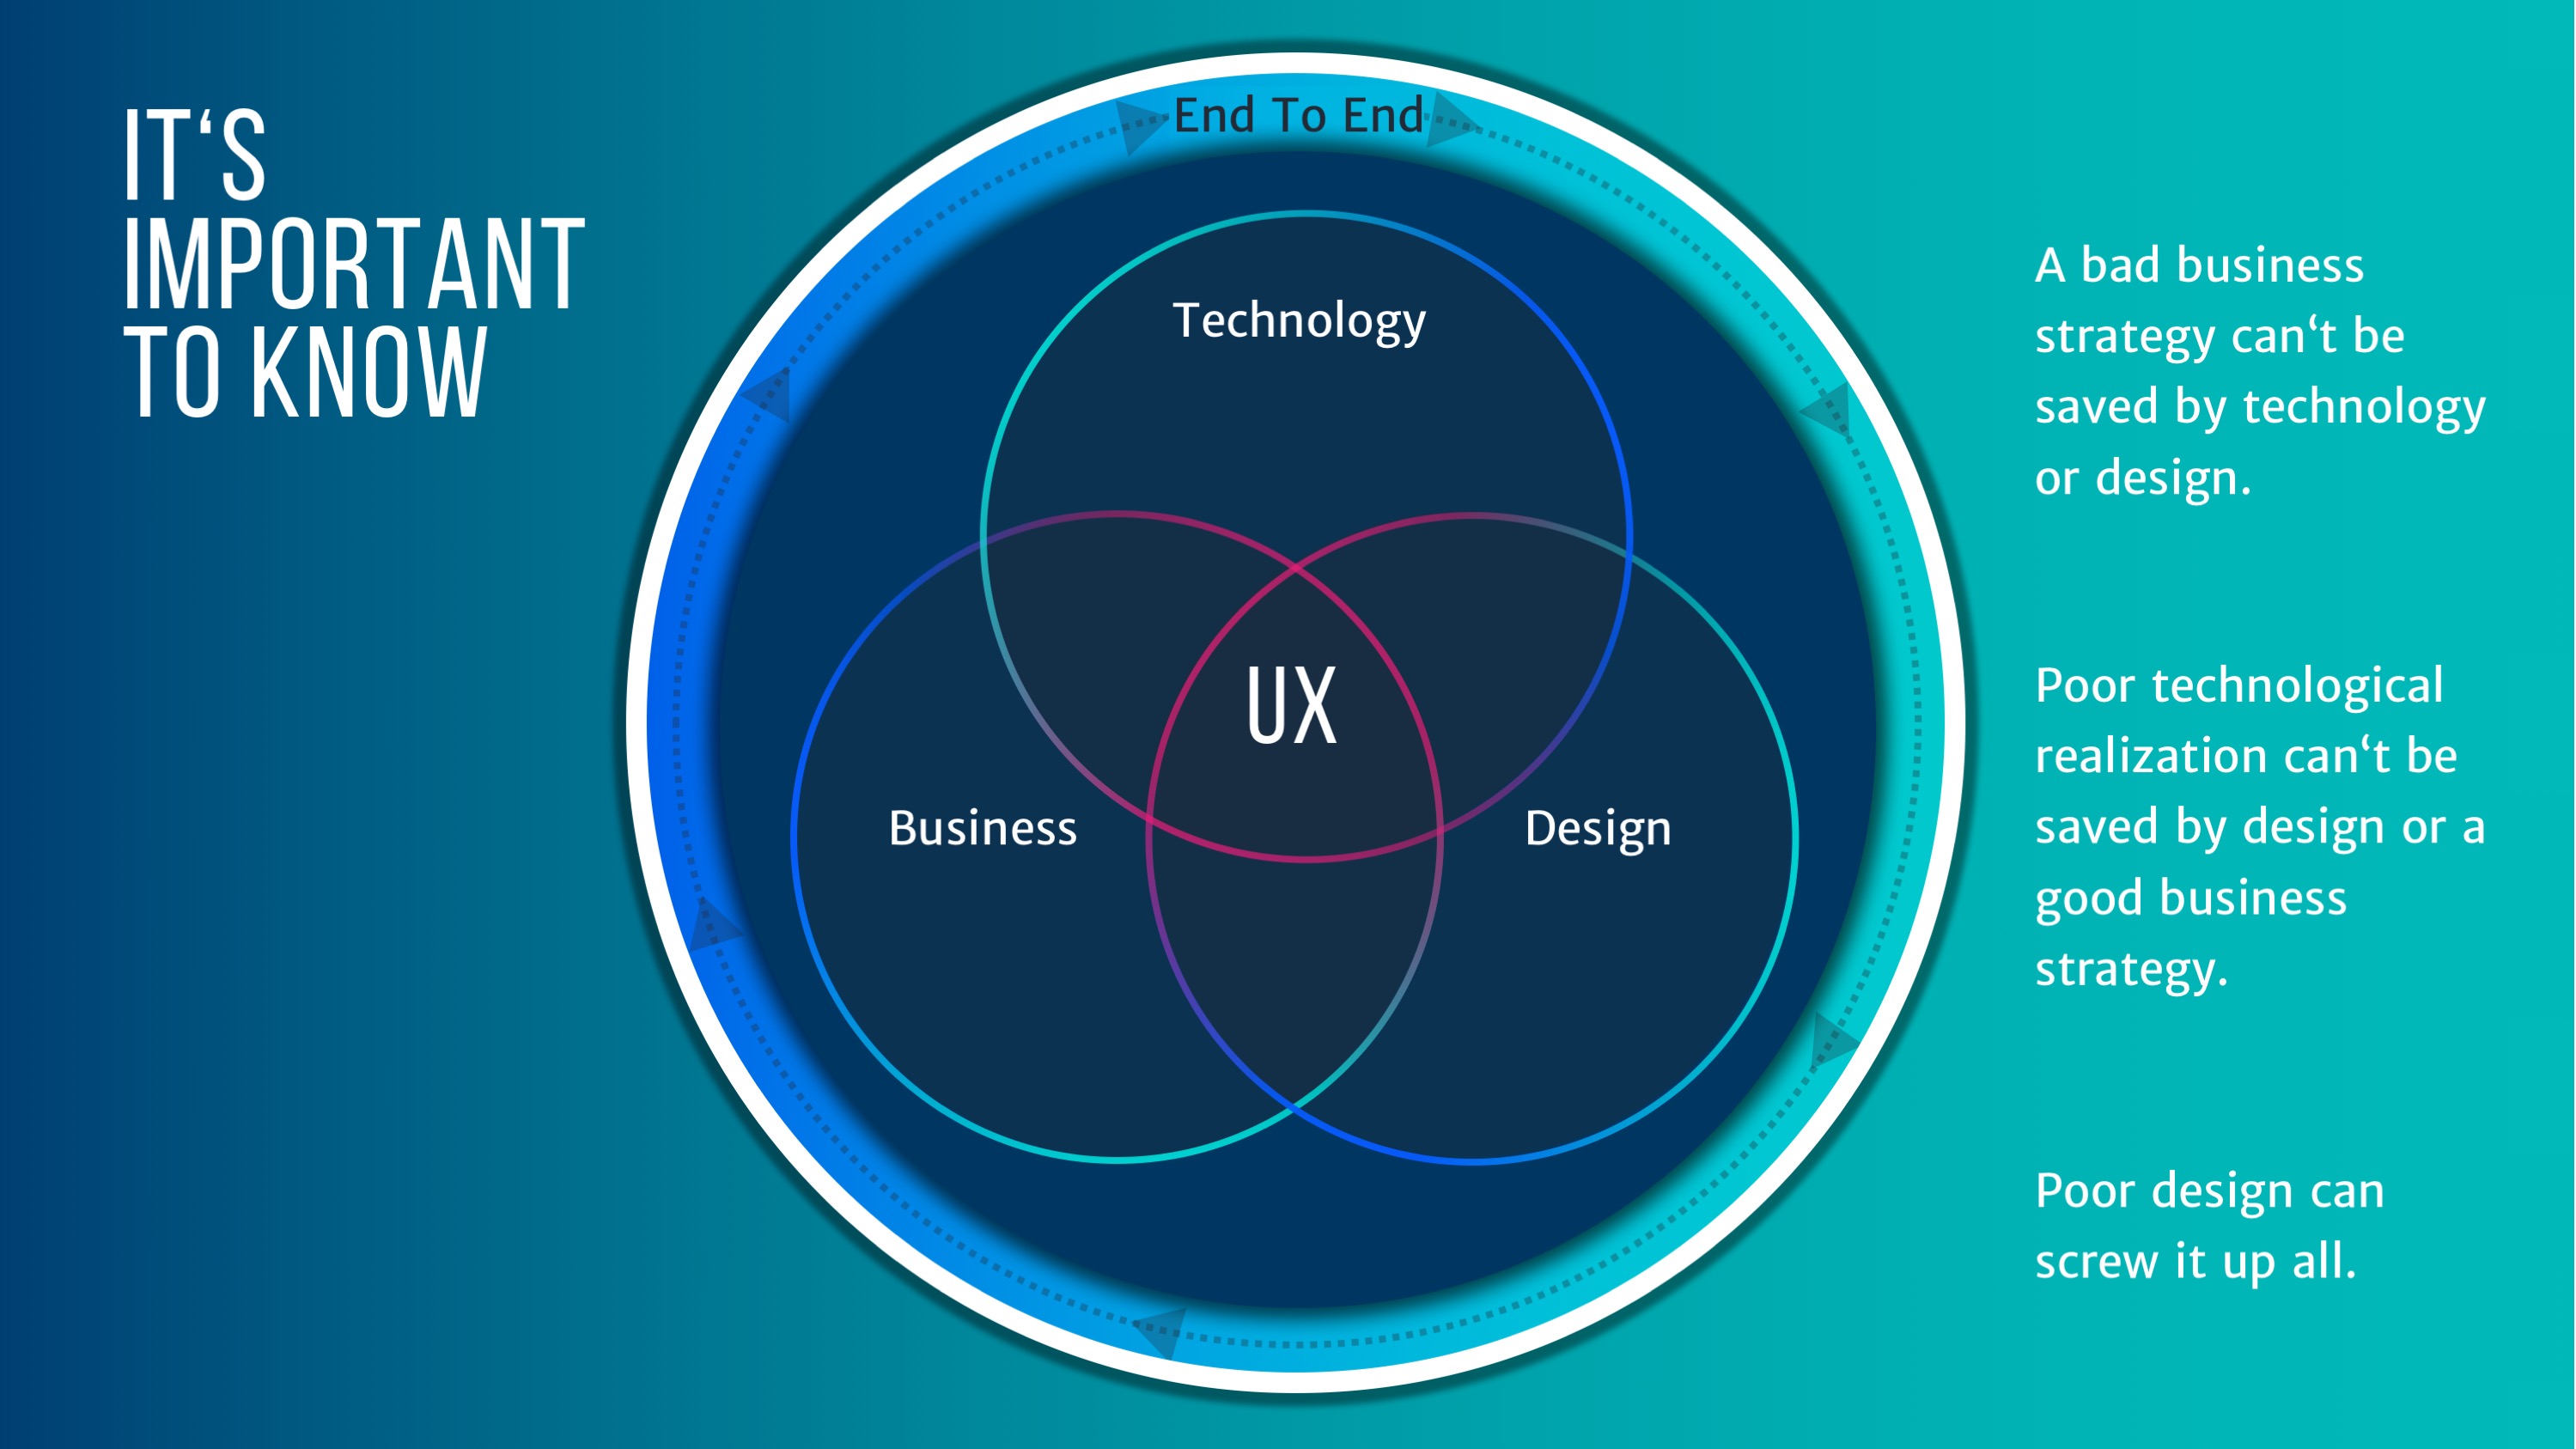 IT‘S
IMPORTANT
TO KNOW
End To End
Technology
UX
Business
Design
A bad business
strategy can‘t be
saved by technology
or design.
Poor technological
realization can‘t be
saved by design or a
good business
strategy.
Poor design can
screw it up all.